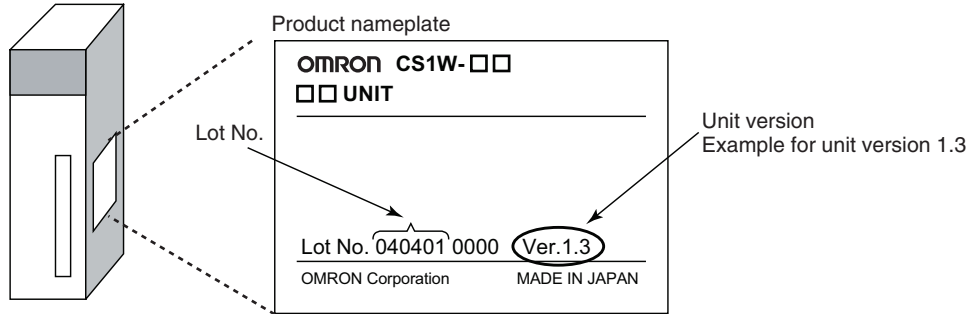 Product nameplate
OMRON CS1W-□□
□□ UNIT
Lot No.
Unit version
Example for unit version 1.3
Lot No. 040401 0000 Ver.1.3
OMRON Corporation MADE IN JAPAN